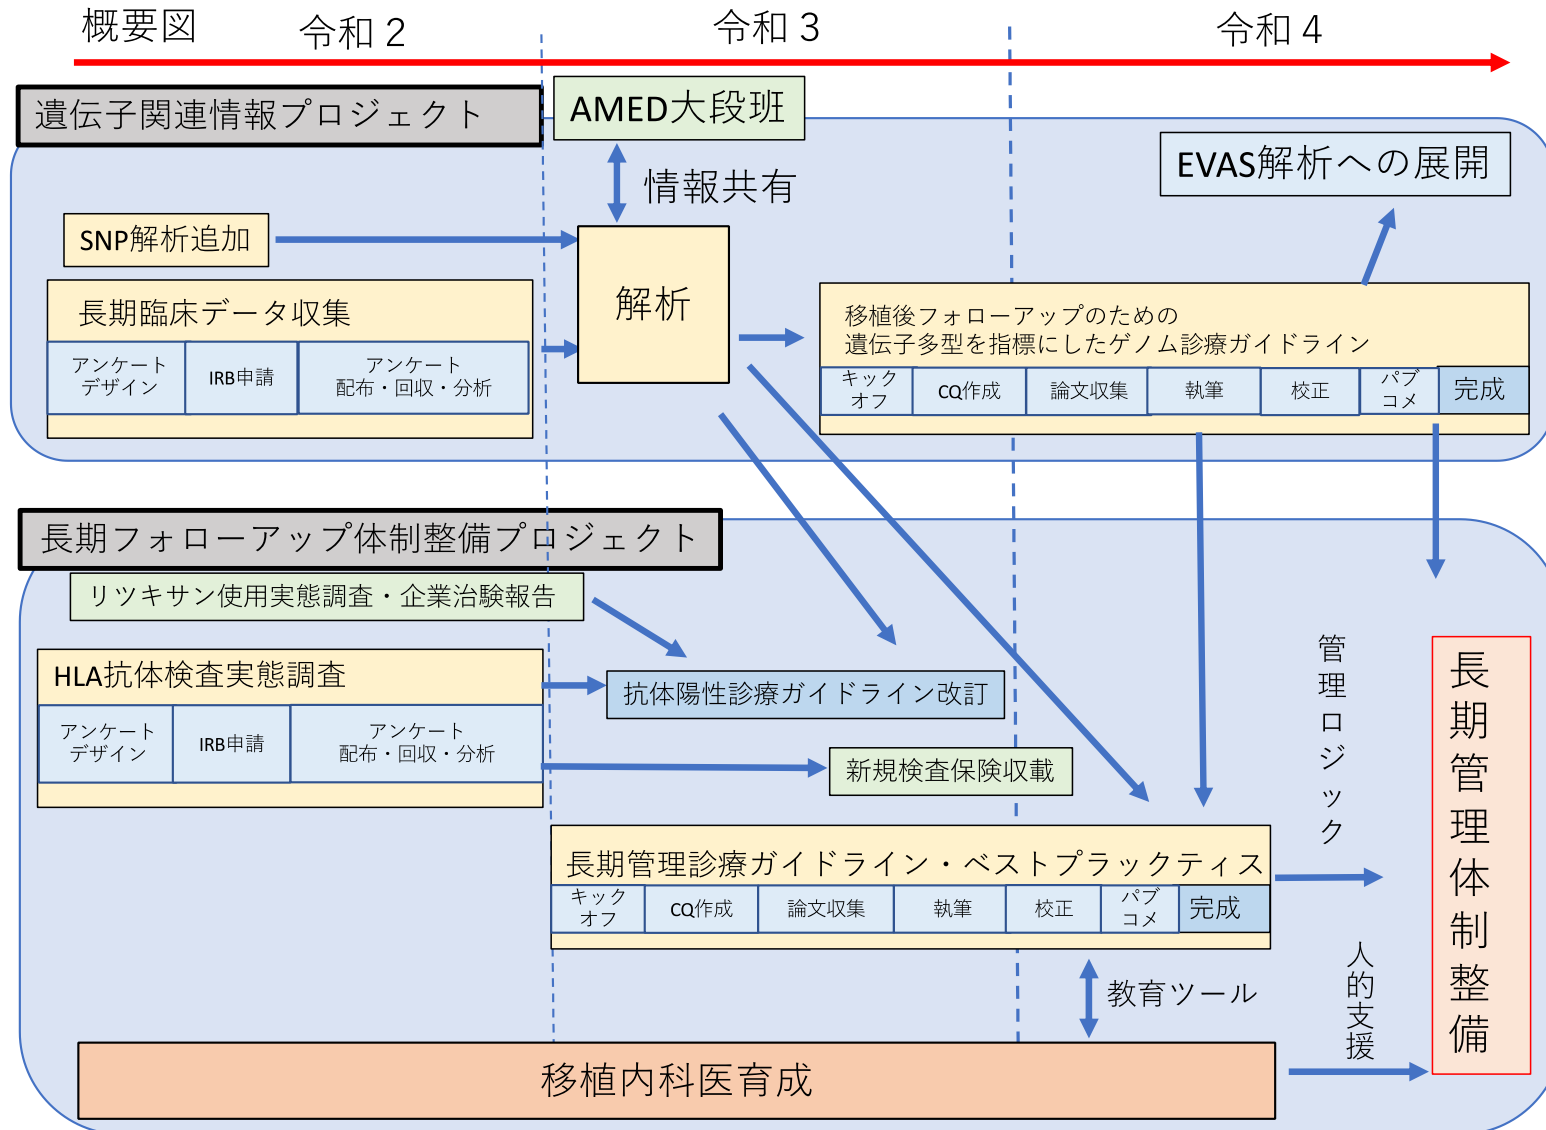 概要図
令和２
令和３
令和４
遺伝子関連情報プロジェクト
AMED大段班
情報共有
EVAS解析への展開
SNP解析追加
解析
長期臨床データ収集
アンケート
デザイン
IRB申請
アンケート
配布・回収・分析
移植後フォローアップのための
遺伝子多型を指標にしたゲノム診療ガイドライン
キック
オフ
CQ作成
論文収集
執筆
校正
パブ
コメ
完成
長期フォローアップ体制整備プロジェクト
リツキサン使用実態調査・企業治験報告
HLA抗体検査実態調査
アンケート
デザイン
IRB申請
アンケート
配布・回収・分析
抗体陽性診療ガイドライン改訂
新規検査保険収載
長期管理診療ガイドライン・ベストプラックティス
キック
オフ
CQ作成
論文収集
執筆
校正
パブ
コメ
完成
管理ロジック
教育ツール
人的支援
長期管理体制整備
移植内科医育成